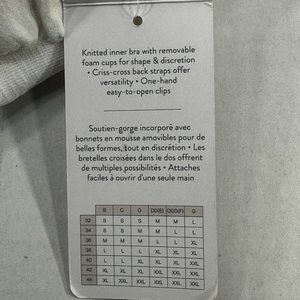 Knitted inner bra with removable
foam cups for shape & discretion
• Criss-cross back straps offer
versatility • One-hand
easy-to-open clips
Soutien-gorge incorporé avec
bonnets en mousse amovibles pour de
belles formes, tout en discrétion • Les
bretelles croisées dans le dos offrent
de multiples possibilités • Attaches
faciles à ouvrir d'une seule main
B C D DD(E) DDD(F) G
32 S S S M M L
34 S S M M L L
36 M M L L
38 L L L XL XL XL
40 L XL XL XL XXL
42 XL XL XXL XXL XXL
44 XL XXL XXL XXL XXL